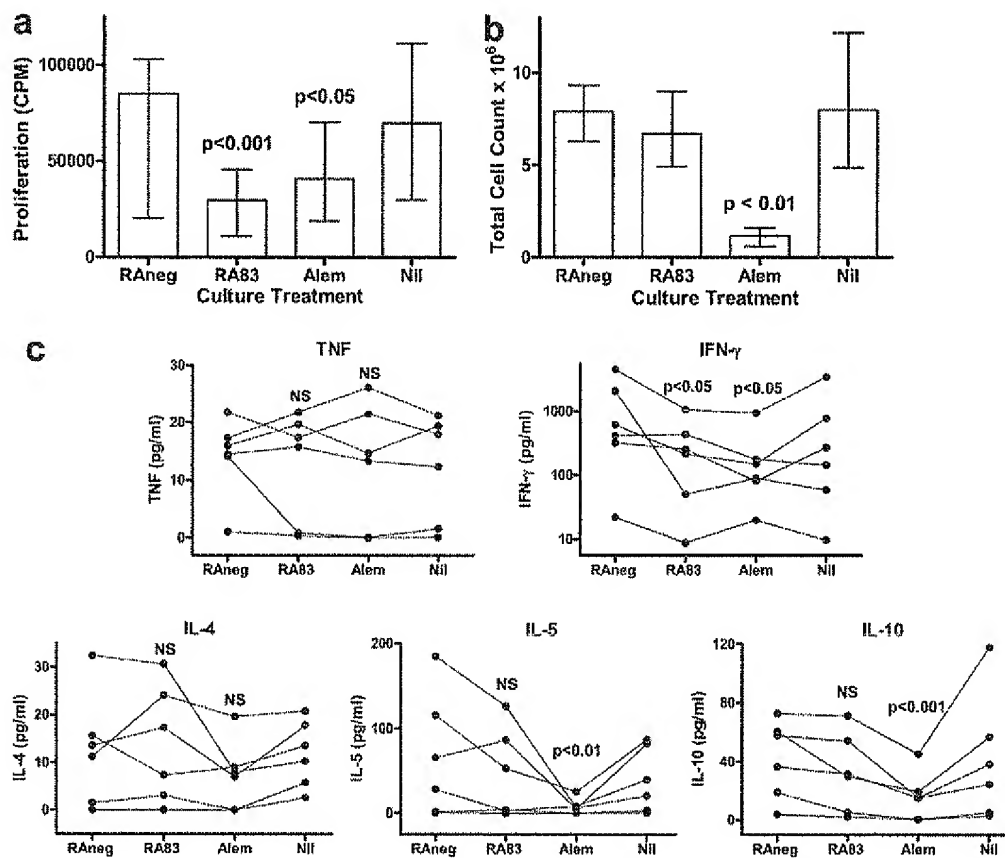 a
Proliferation (CPM)
100000
50000
0
p<0.001
p<0.05
RAneg RA83 Alem Nil
Culture Treatment
b
Total Cell Count x 10⁶
10
5
0
p < 0.01
RAneg RA83 Alem Nil
Culture Treatment
c
TNF
TNF (pg/ml)
30
20
10
0
NS
NS
RAneg RA83 Alem Nil
IFN-γ
IFN-γ (pg/ml)
1000
100
10
p<0.05
p<0.05
RAneg RA83 Alem Nil
IL-4
IL-4 (pg/ml)
30
20
10
0
NS
NS
RAneg RA83 Alem Nil
IL-5
IL-5 (pg/ml)
200
100
0
NS
p<0.01
RAneg RA83 Alem Nil
IL-10
IL-10 (pg/ml)
120
80
40
0
NS
p<0.001
RAneg RA83 Alem Nil